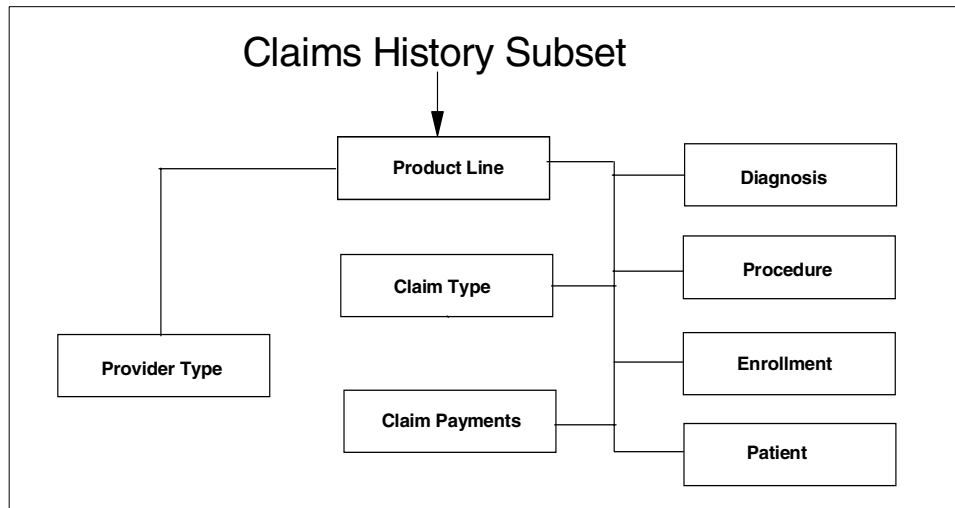 Claims History Subset
Product Line
Diagnosis
Procedure
Claim Type
Enrollment
Provider Type
Claim Payments
Patient